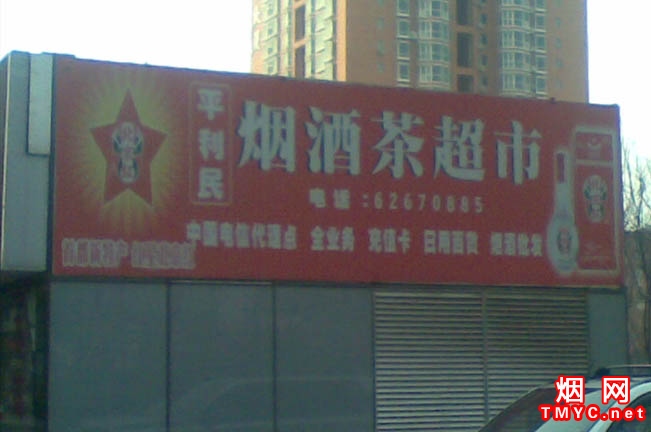 平利民
烟酒茶超市
电话:62670885
中国电信代理点 全业务 充值卡 日用百货 烟酒批发
烟网
TMYC.net